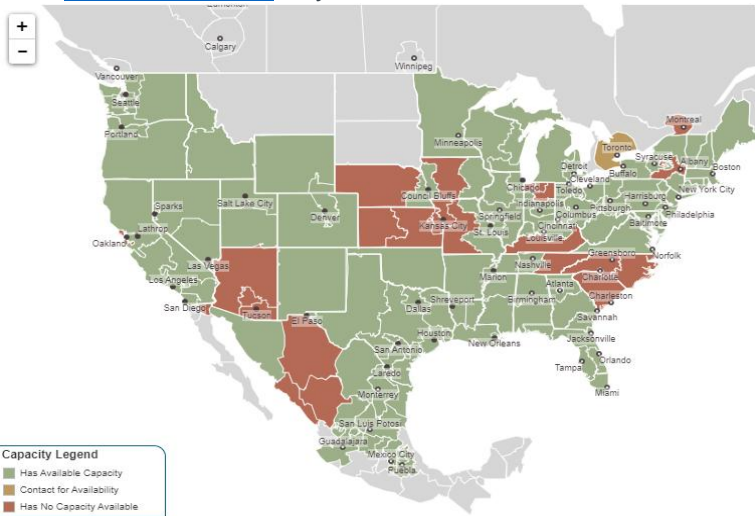 +
−
Calgary
Winnipeg
Vancouver
Seattle
Portland
Minneapolis
Montreal
Toronto
Syracuse
Albany
Boston
Buffalo
Detroit
Cleveland
Chicago
Toledo
New York City
Council Bluffs
Salt Lake City
Sparks
Denver
Lathrop
Oakland
Kansas City
Springfield
St. Louis
Indianapolis
Columbus
Pittsburgh
Harrisburg
Philadelphia
Baltimore
Cincinnati
Louisville
Norfolk
Las Vegas
Los Angeles
San Diego
Tucson
El Paso
Marion
Nashville
Greensboro
Charlotte
Atlanta
Charleston
Birmingham
Savannah
Dallas
Shreveport
Jacksonville
Houston
New Orleans
Orlando
San Antonio
Tampa
Laredo
Miami
Monterrey
San Luis Potosi
Guadalajara
Mexico City
Puebla
Capacity Legend
Has Available Capacity
Contact for Availability
Has No Capacity Available